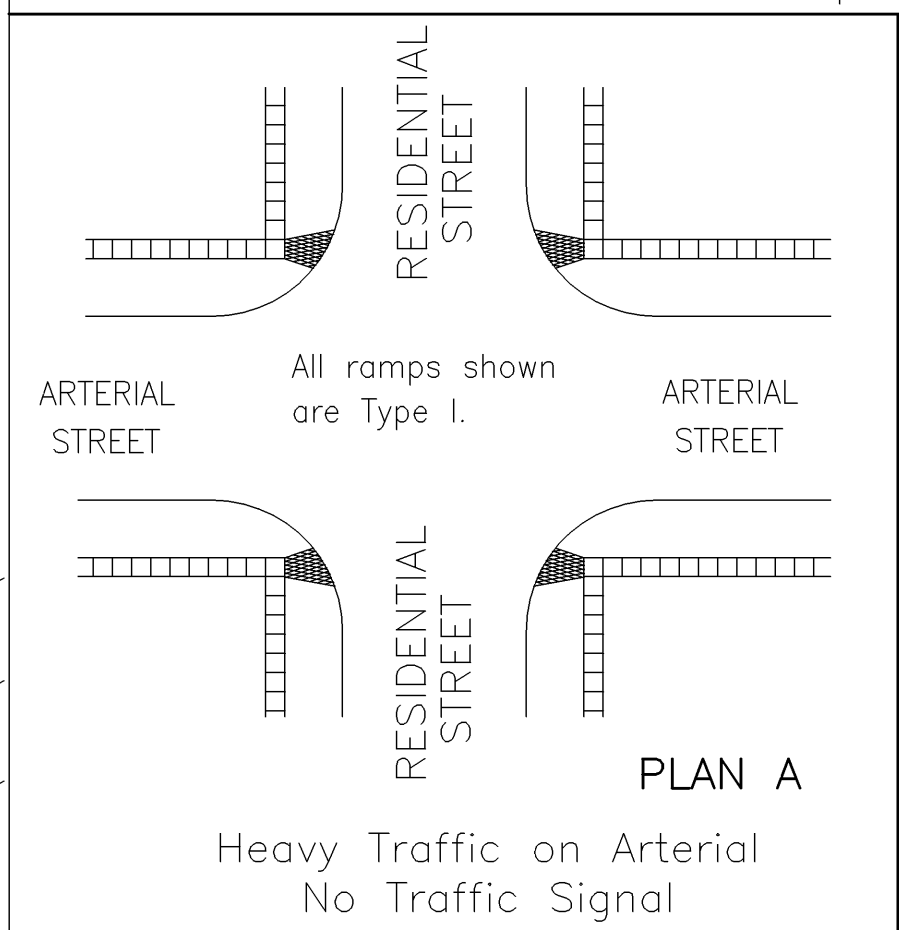 RESIDENTIAL
STREET
All ramps shown
are Type I.
ARTERIAL
STREET
ARTERIAL
STREET
RESIDENTIAL
STREET
PLAN A
Heavy Traffic on Arterial
No Traffic Signal